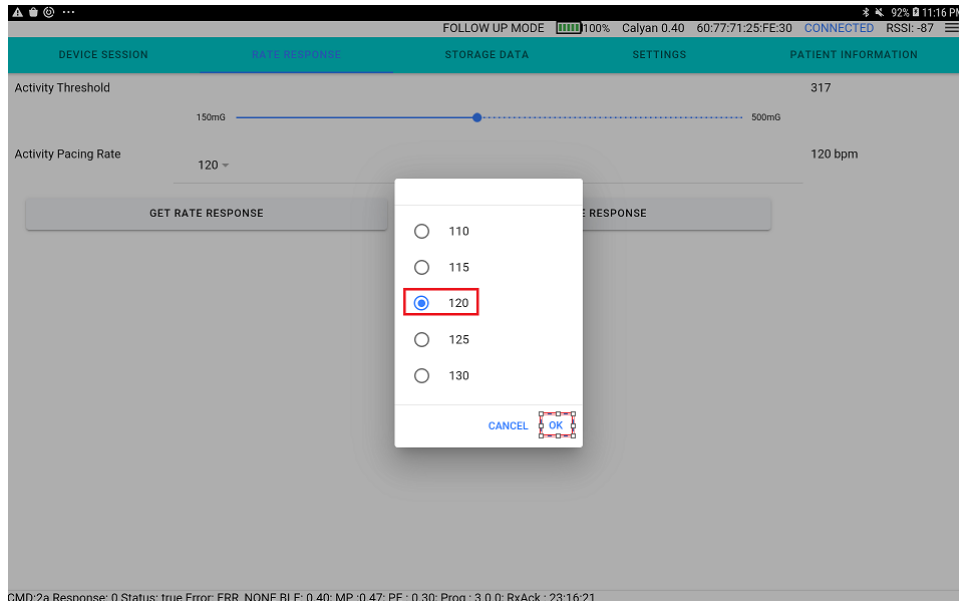 92% 11:16 PM
FOLLOW UP MODE 100% Calyan 0.40 60:77:71:25:FE:30 CONNECTED RSSI: -87
DEVICE SESSION RATE RESPONSE STORAGE DATA SETTINGS PATIENT INFORMATION
Activity Threshold 317
150mG 500mG
Activity Pacing Rate 120 120 bpm
GET RATE RESPONSE E RESPONSE
110
115
120
125
130
CANCEL OK
CMD:2a Response: 0 Status: true Error: ERR_NONE BLE: 0.40; MP :0.47; PE : 0.30; Prog : 3.0.0; RxAck : 23:16:21